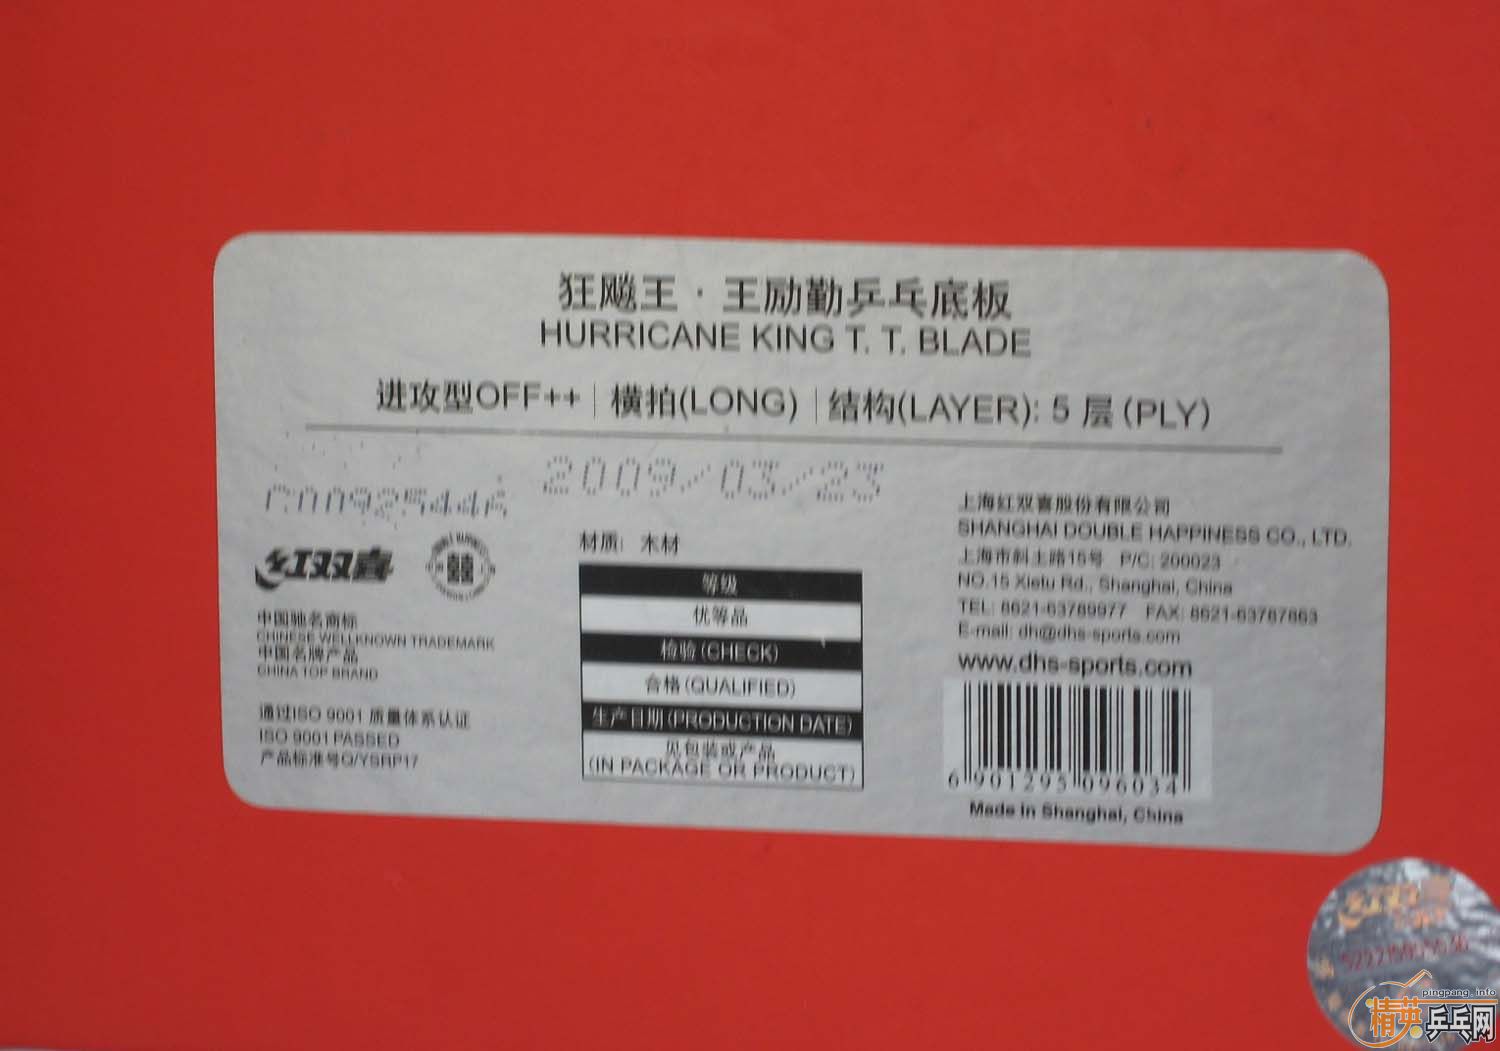 狂飚王·王励勤乒乓底板
HURRICANE KING T. T. BLADE
进攻型OFF++ | 横拍(LONG) | 结构(LAYER): 5 层(PLY)
2009/03/23
红双喜
中国驰名商标
CHINESE WELLKNOWN TRADEMARK
中国名牌产品
CHINA TOP BRAND
通过ISO 9001 质量体系认证
ISO 9001 PASSED
产品标准号Q/YSRP17
材质: 木材
等级
优等品
检验(CHECK)
合格(QUALIFIED)
生产日期(PRODUCTION DATE)
见包装或产品
(IN PACKAGE OR PRODUCT)
上海红双喜股份有限公司
SHANGHAI DOUBLE HAPPINESS CO., LTD.
上海市斜土路15号 P/C: 200023
NO.15 Xietu Rd., Shanghai, China
TEL: 8621-63769977 FAX: 8621-63767863
E-mail: dh@dhs-sports.com
www.dhs-sports.com
6 901295 096034
Made in Shanghai, China
红双喜
pingpang.info
精英乒乓网